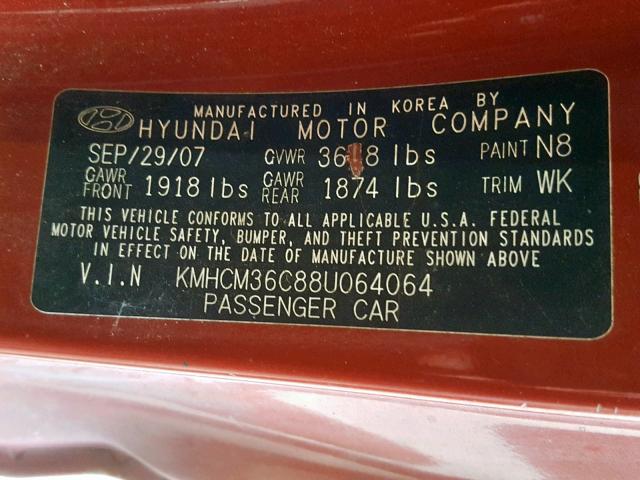 MANUFACTURED IN KOREA BY
HYUNDAI MOTOR COMPANY
SEP/29/07 GVWR lbs PAINT N8
GAWR FRONT 1918 lbs GAWR REAR 1874 lbs TRIM WK
THIS VEHICLE CONFORMS TO ALL APPLICABLE U.S.A. FEDERAL
MOTOR VEHICLE SAFETY, BUMPER, AND THEFT PREVENTION STANDARDS
IN EFFECT ON THE DATE OF MANUFACTURE SHOWN ABOVE
V.I.N KMHCM36C88U064064
PASSENGER CAR